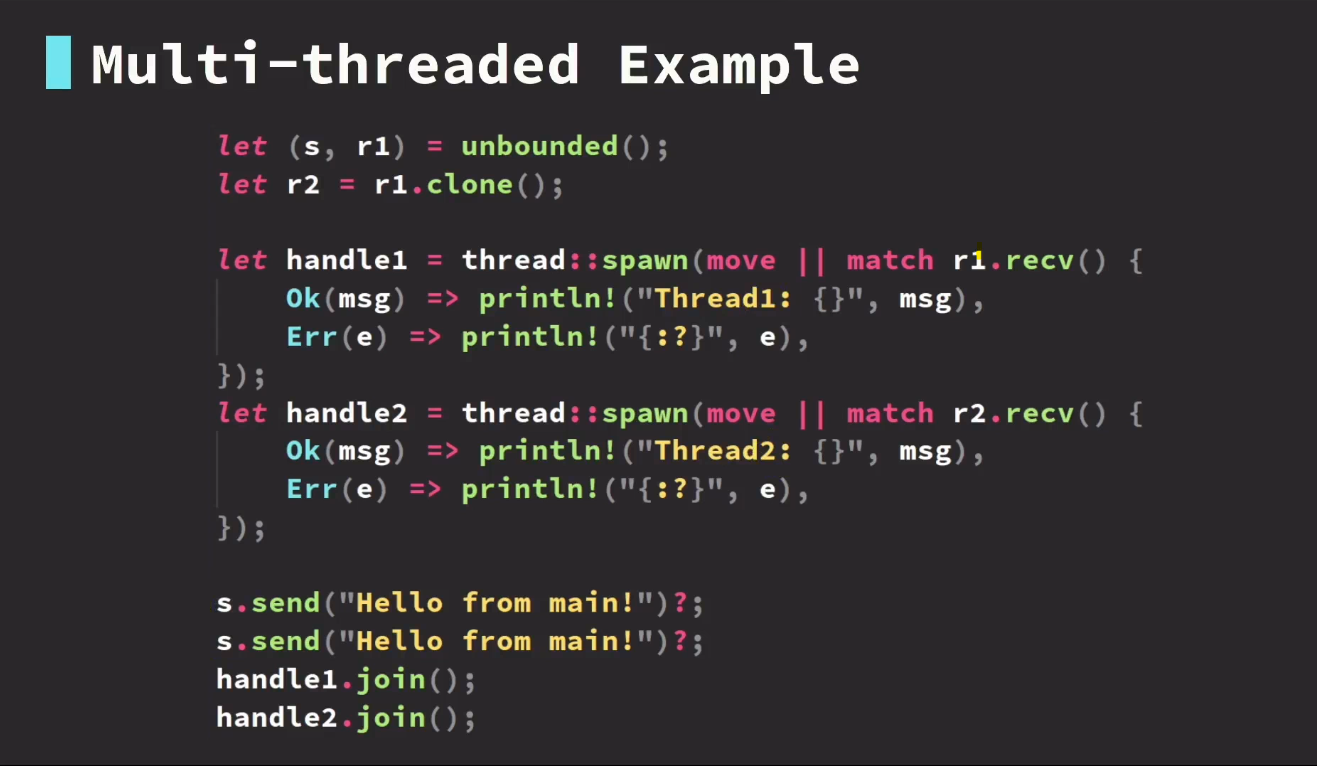 Multi-threaded Example
let (s, r1) = unbounded();
let r2 = r1.clone();
let handle1 = thread::spawn(move || match r1.recv() {
    Ok(msg) => println!("Thread1: {}", msg),
    Err(e) => println!("{:?}", e),
});
let handle2 = thread::spawn(move || match r2.recv() {
    Ok(msg) => println!("Thread2: {}", msg),
    Err(e) => println!("{:?}", e),
});
s.send("Hello from main!")?;
s.send("Hello from main!")?;
handle1.join();
handle2.join();